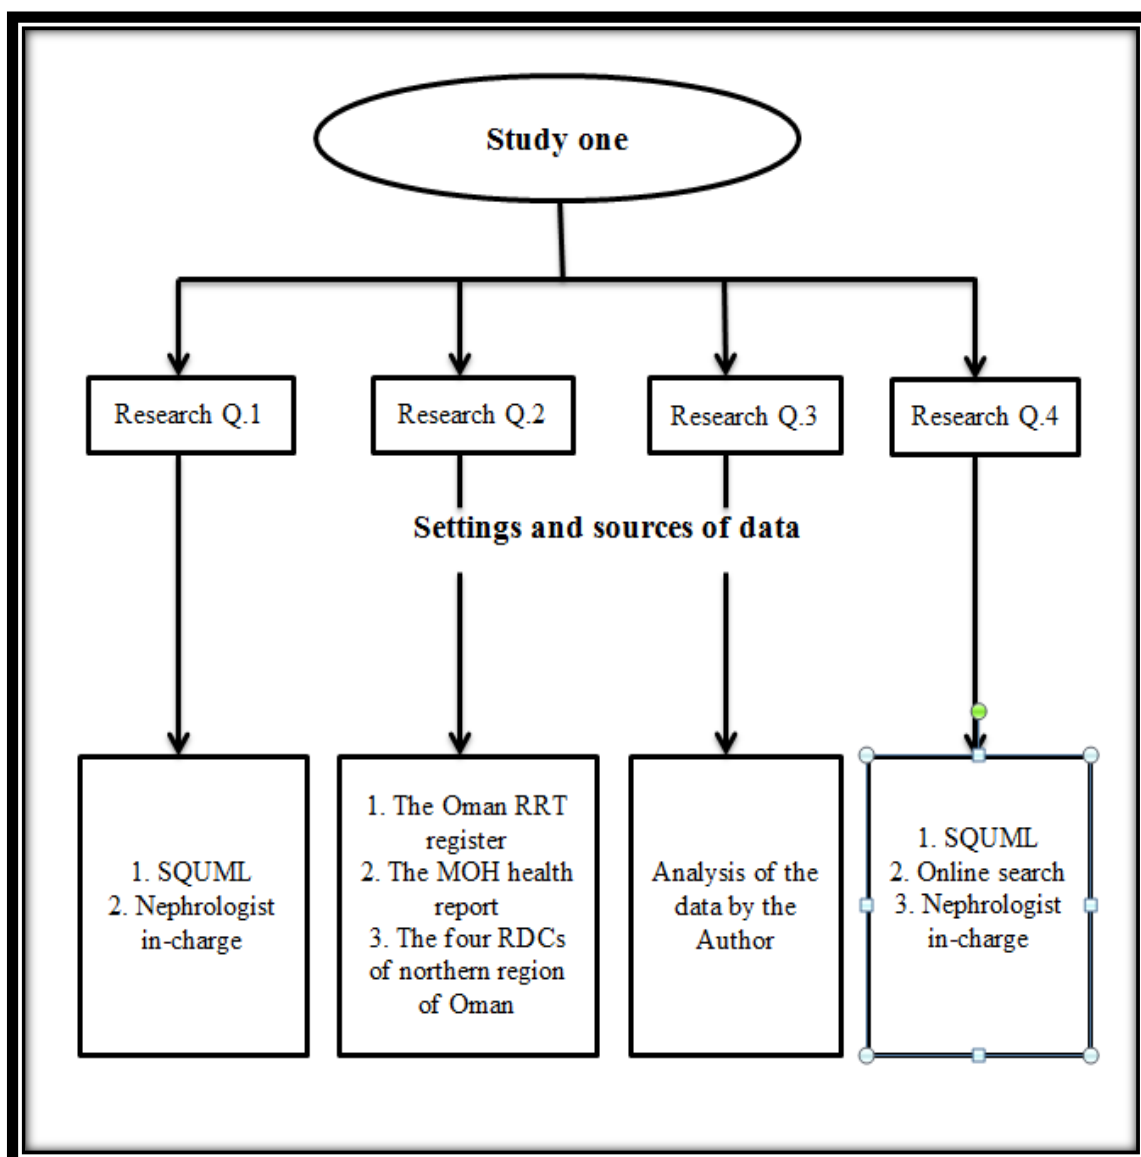 Study one
Research Q.1
Research Q.2
Research Q.3
Research Q.4
Settings and sources of data
1. SQUML
2. Nephrologist
in-charge
1. The Oman RRT
register
2. The MOH health
report
3. The four RDCs
of northern region
of Oman
Analysis of the
data by the
Author
1. SQUML
2. Online search
3. Nephrologist
in-charge